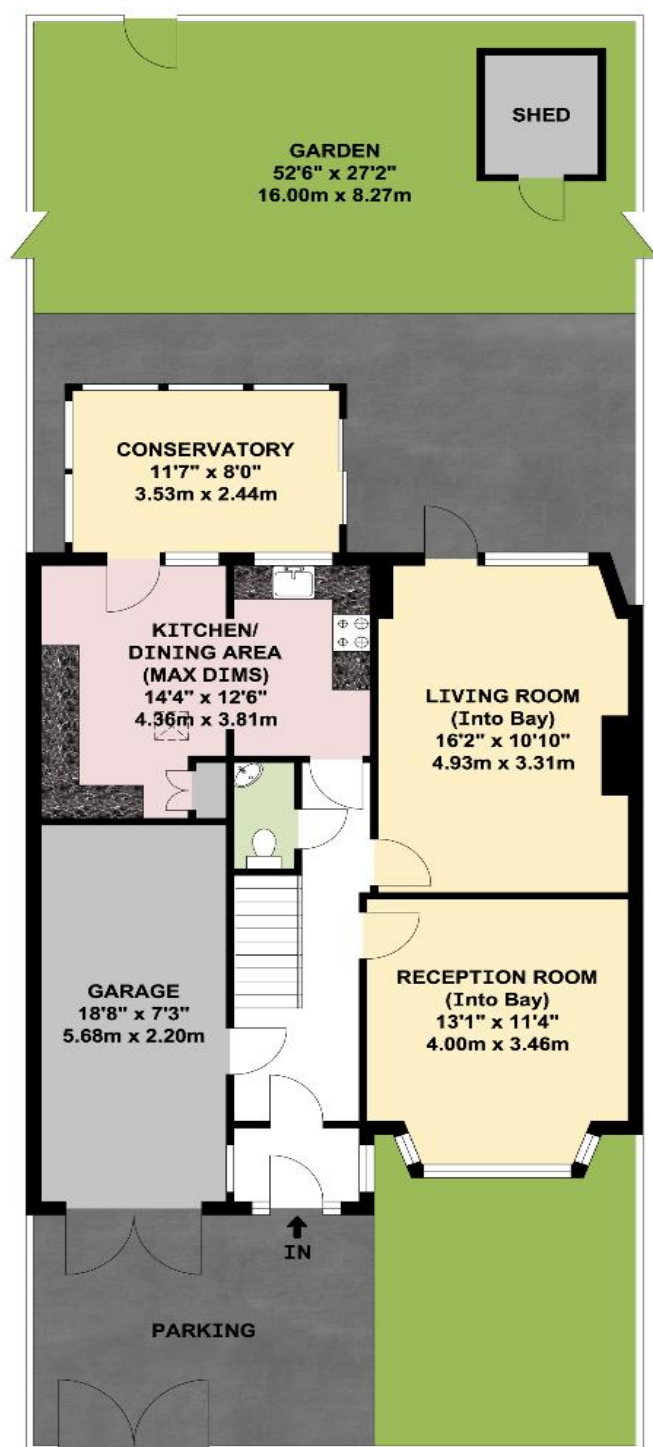 SHED
GARDEN
52'6" x 27'2"
16.00m x 8.27m
CONSERVATORY
11'7" x 8'0"
3.53m x 2.44m
KITCHEN/
DINING AREA
(MAX DIMS)
14'4" x 12'6"
4.36m x 3.81m
LIVING ROOM
(Into Bay)
16'2" x 10'10"
4.93m x 3.31m
GARAGE
18'8" x 7'3"
5.68m x 2.20m
RECEPTION ROOM
(Into Bay)
13'1" x 11'4"
4.00m x 3.46m
IN
PARKING